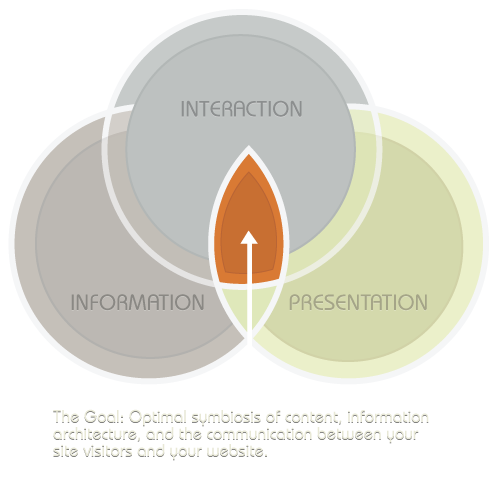 INTERACTION
INFORMATION
PRESENTATION
The Goal: Optimal symbiosis of content, information
architecture, and the communication between your
site visitors and your website.